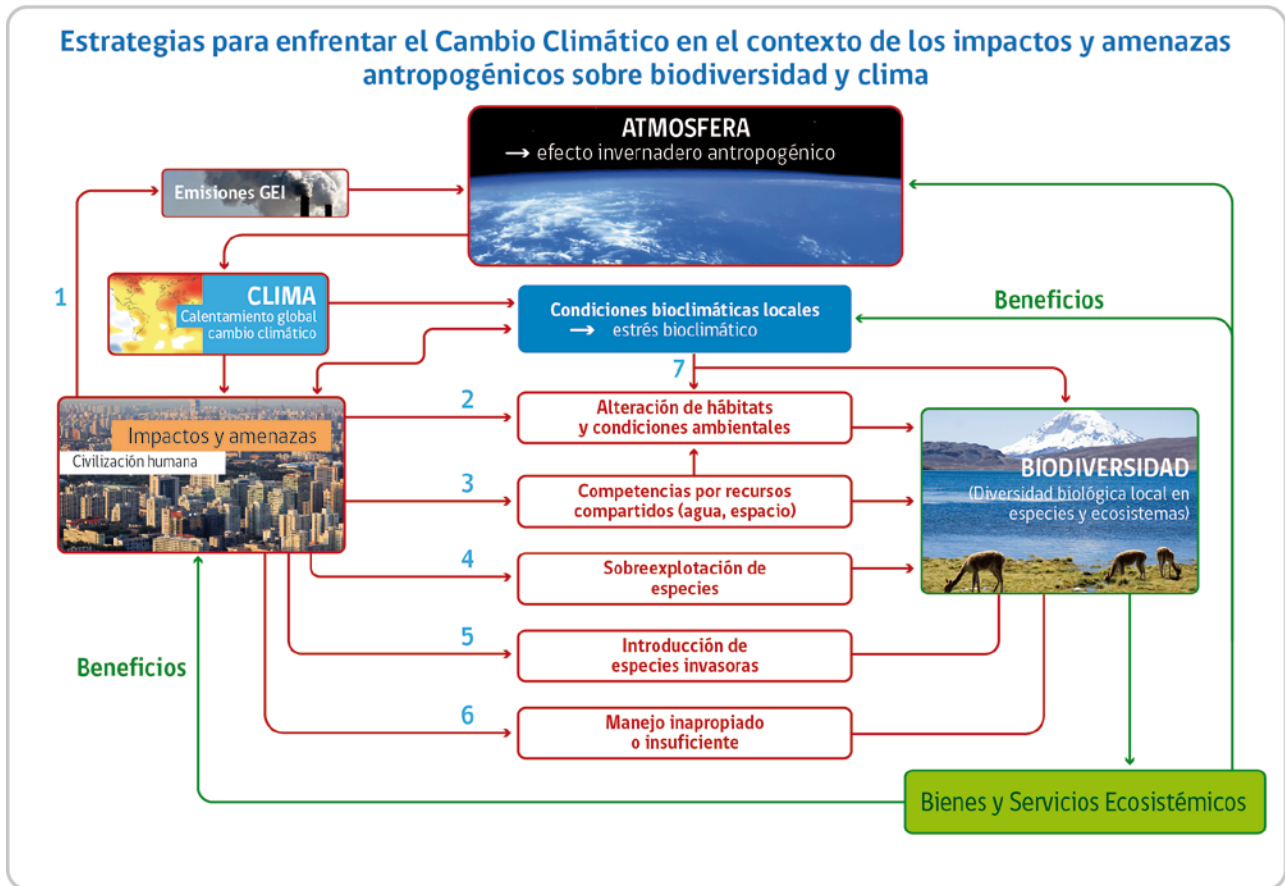 Estrategias para enfrentar el Cambio Climático en el contexto de los impactos y amenazas
antropogénicos sobre biodiversidad y clima
ATMOSFERA
→ efecto invernadero antropogénico
Emisiones GEI
1
CLIMA
Calentamiento global
cambio climático
Condiciones bioclimáticas locales
→ estrés bioclimático
Beneficios
7
2
Alteración de hábitats
y condiciones ambientales
Impactos y amenazas
Civilización humana
BIODIVERSIDAD
(Diversidad biológica local en
especies y ecosistemas)
3
Competencias por recursos
compartidos (agua, espacio)
4
Sobreexplotación de
especies
5
Introducción de
especies invasoras
Beneficios
6
Manejo inapropiado
o insuficiente
Bienes y Servicios Ecosistémicos